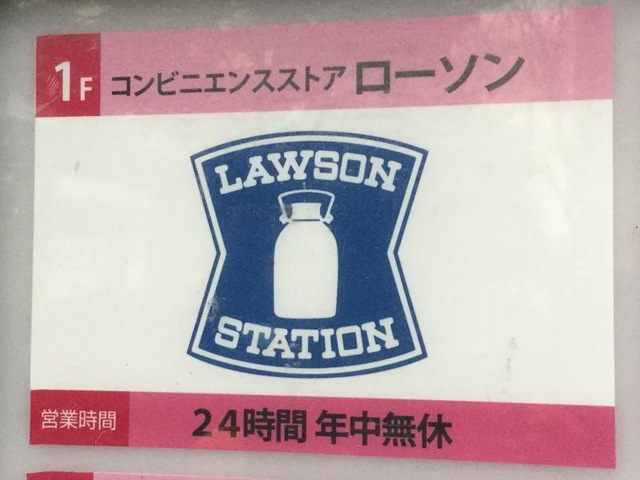 1F コンビニエンスストア ローソン
LAWSON
STATION
営業時間 24時間 年中無休